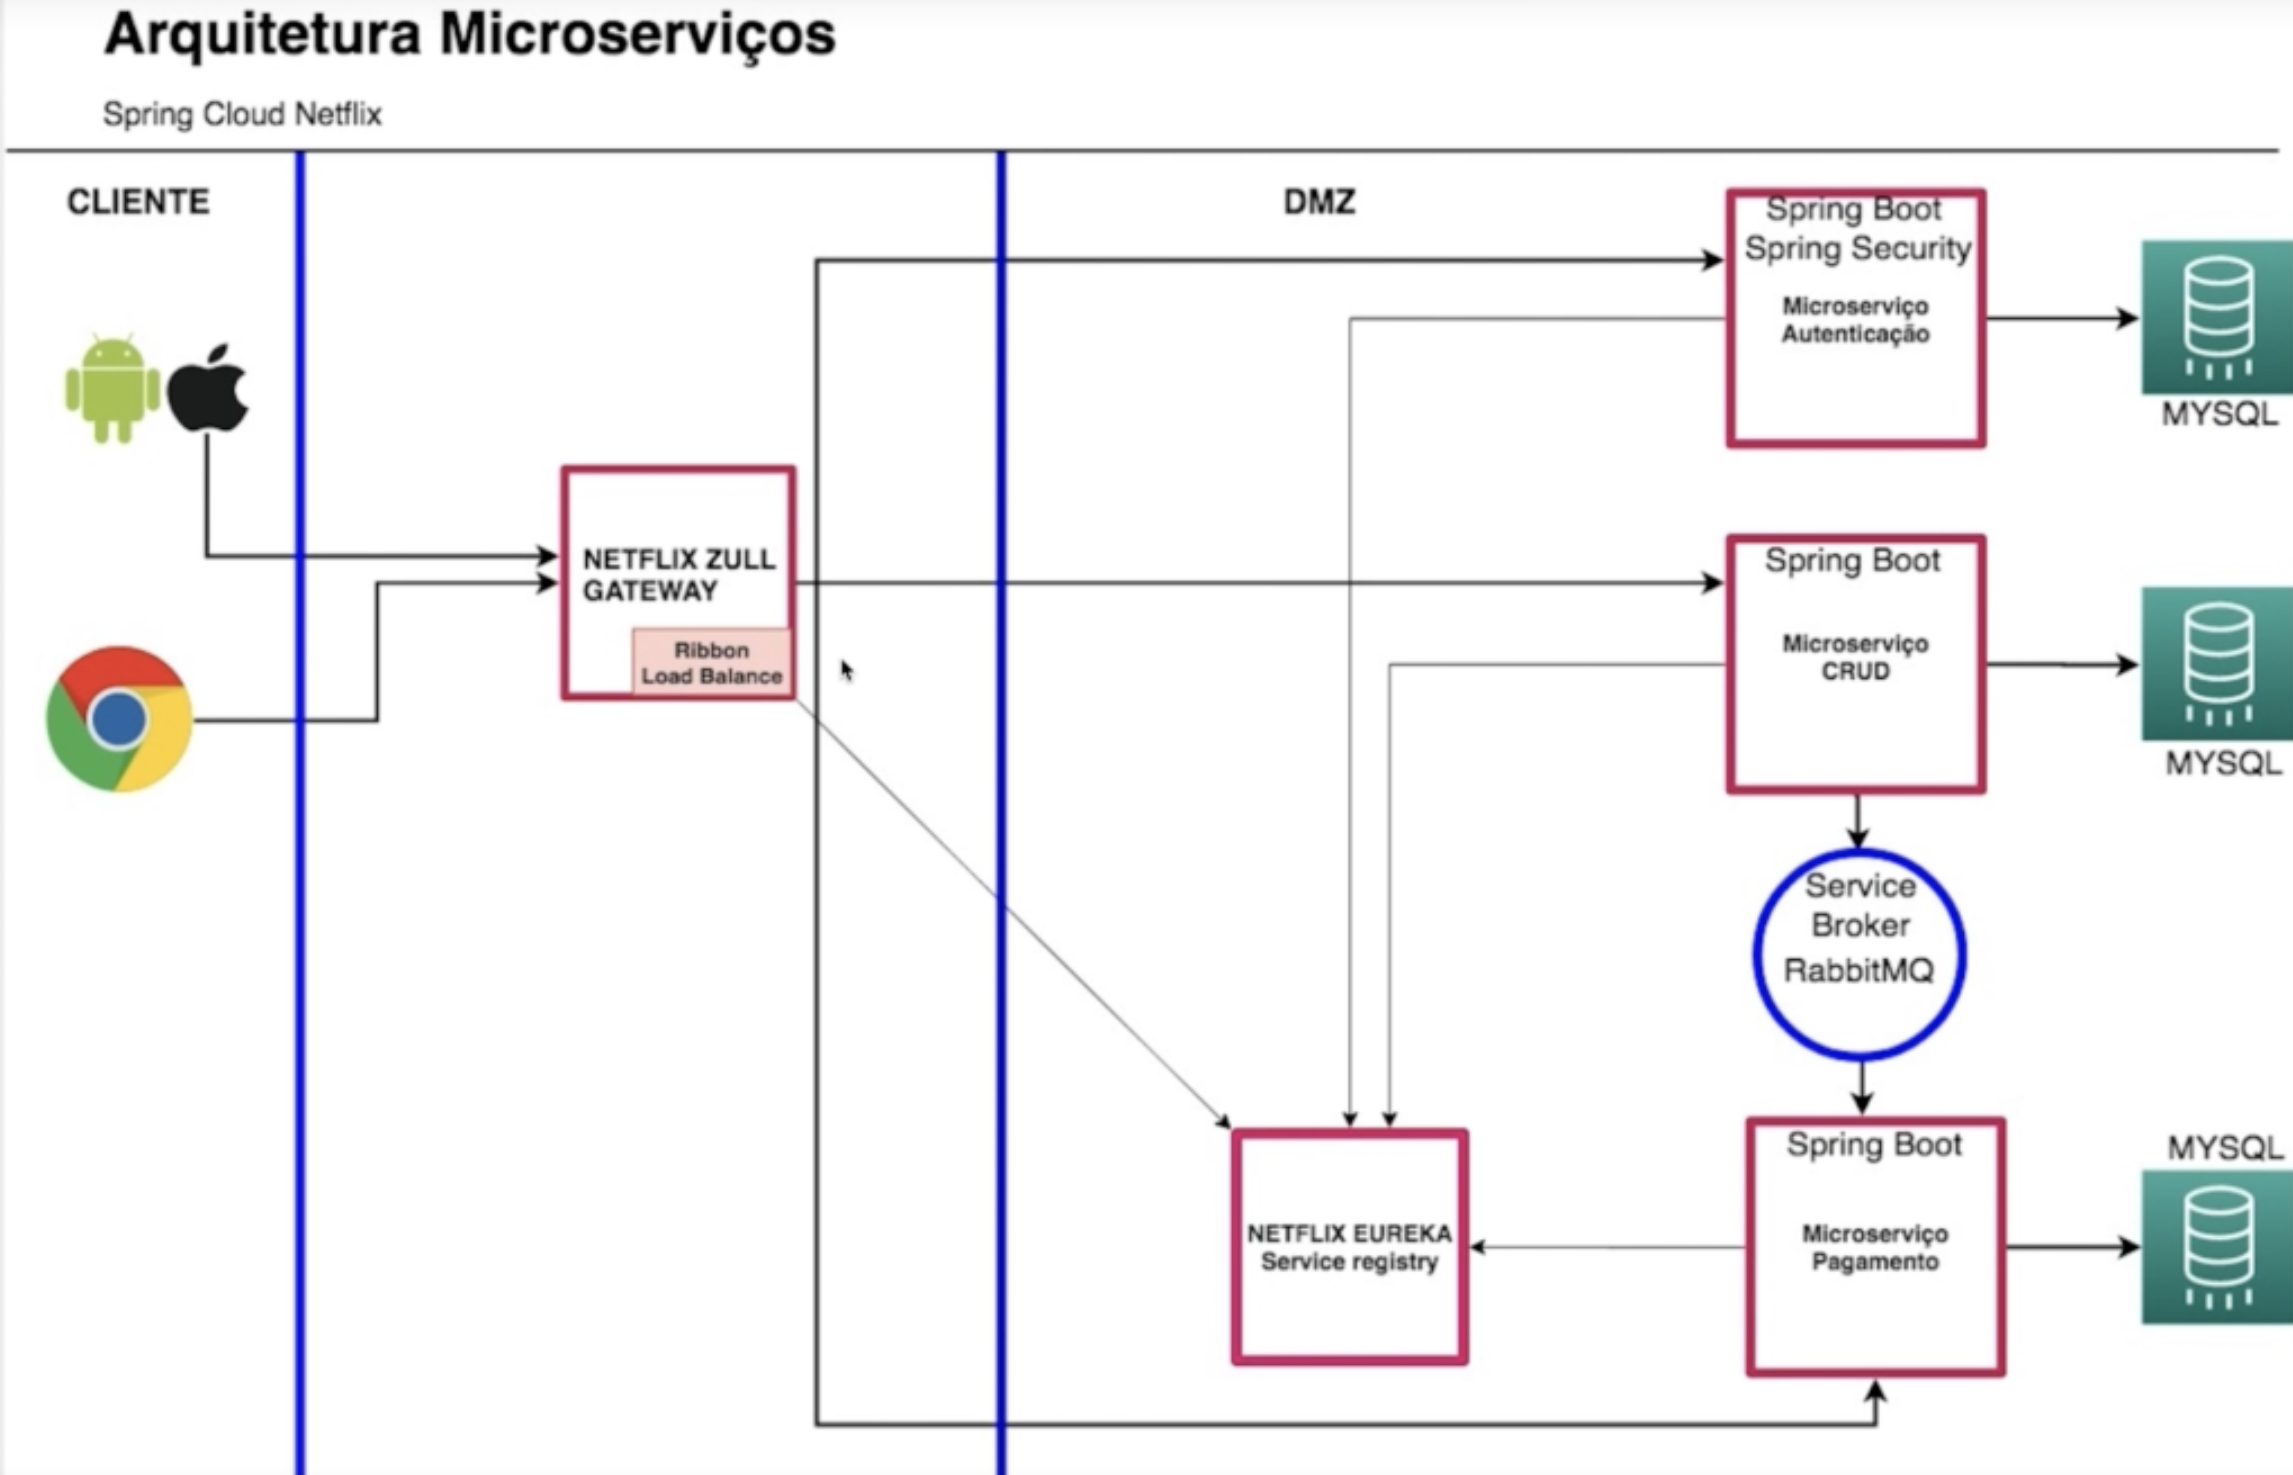 Arquitetura Microserviços
Spring Cloud Netflix
CLIENTE
DMZ
Spring Boot
Spring Security
Microserviço
Autenticação
MYSQL
NETFLIX ZULL
GATEWAY
Ribbon
Load Balance
Spring Boot
Microserviço
CRUD
MYSQL
Service
Broker
RabbitMQ
NETFLIX EUREKA
Service registry
Spring Boot
Microserviço
Pagamento
MYSQL